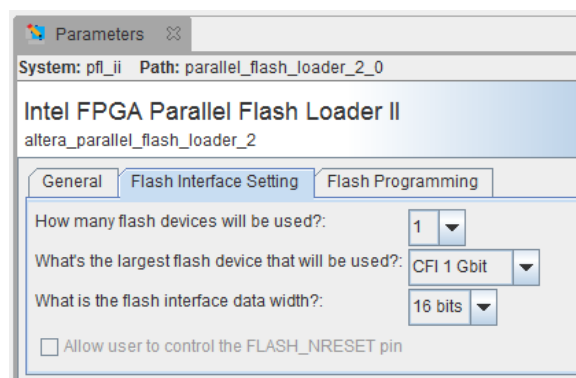 Parameters
System: pfl_ii Path: parallel_flash_loader_2_0
Intel FPGA Parallel Flash Loader II
altera_parallel_flash_loader_2
General Flash Interface Setting Flash Programming
How many flash devices will be used?: 1
What's the largest flash device that will be used?: CFI 1 Gbit
What is the flash interface data width?: 16 bits
Allow user to control the FLASH_NRESET pin